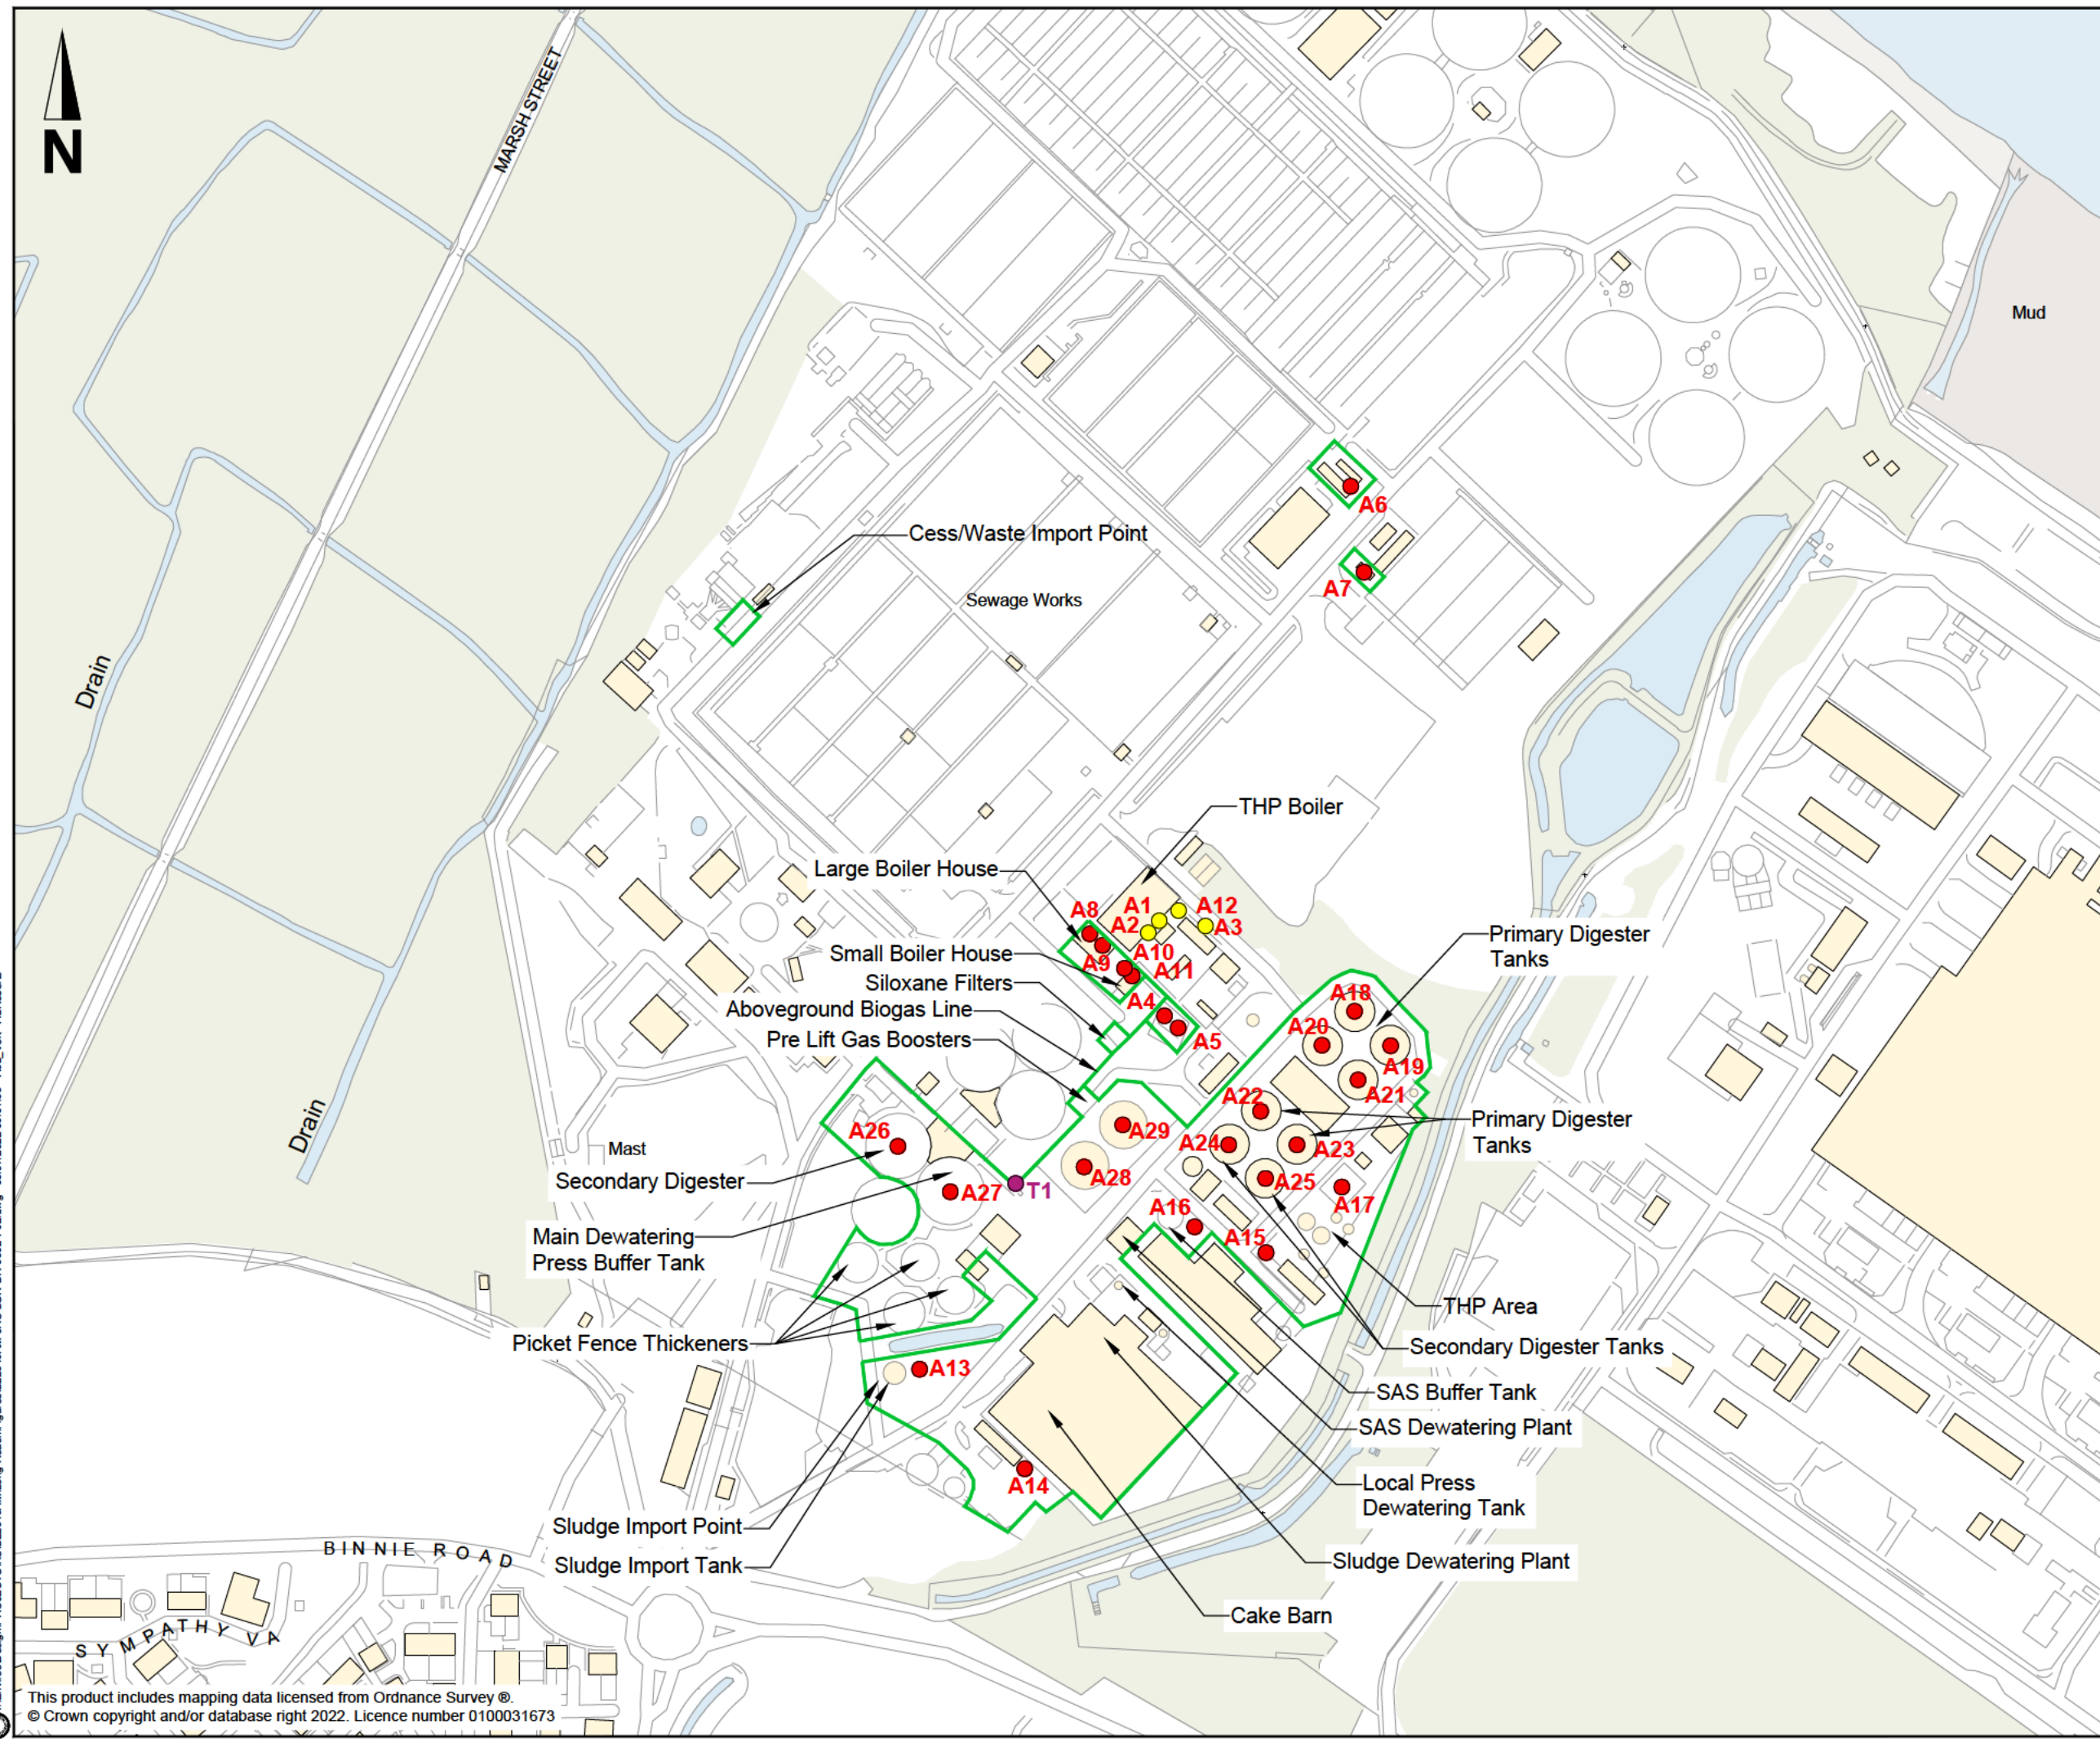 N
MARSH STREET
Mud
A6
Cess/Waste Import Point
A7
Sewage Works
Drain
THP Boiler
Large Boiler House
A8
A1
A12
A2
A3
Primary Digester
Tanks
Small Boiler House
A10
A9
A11
Siloxane Filters
A18
A4
Aboveground Biogas Line
A20
Pre Lift Gas Boosters
A5
A19
A21
A22
Primary Digester
Tanks
Drain
A26
A29
Mast
A24
A23
A28
Secondary Digester
A27
T1
A25
A17
A16
Main Dewatering
Press Buffer Tank
A15
THP Area
Picket Fence Thickeners
Secondary Digester Tanks
A13
SAS Buffer Tank
SAS Dewatering Plant
A14
Local Press
Dewatering Tank
Sludge Import Point
BINNIE ROAD
Sludge Import Tank
Sludge Dewatering Plant
Cake Barn
SYMPATHY VA
This product includes mapping data licensed from Ordnance Survey ®.
© Crown copyright and/or database right 2022. Licence number 0100031673